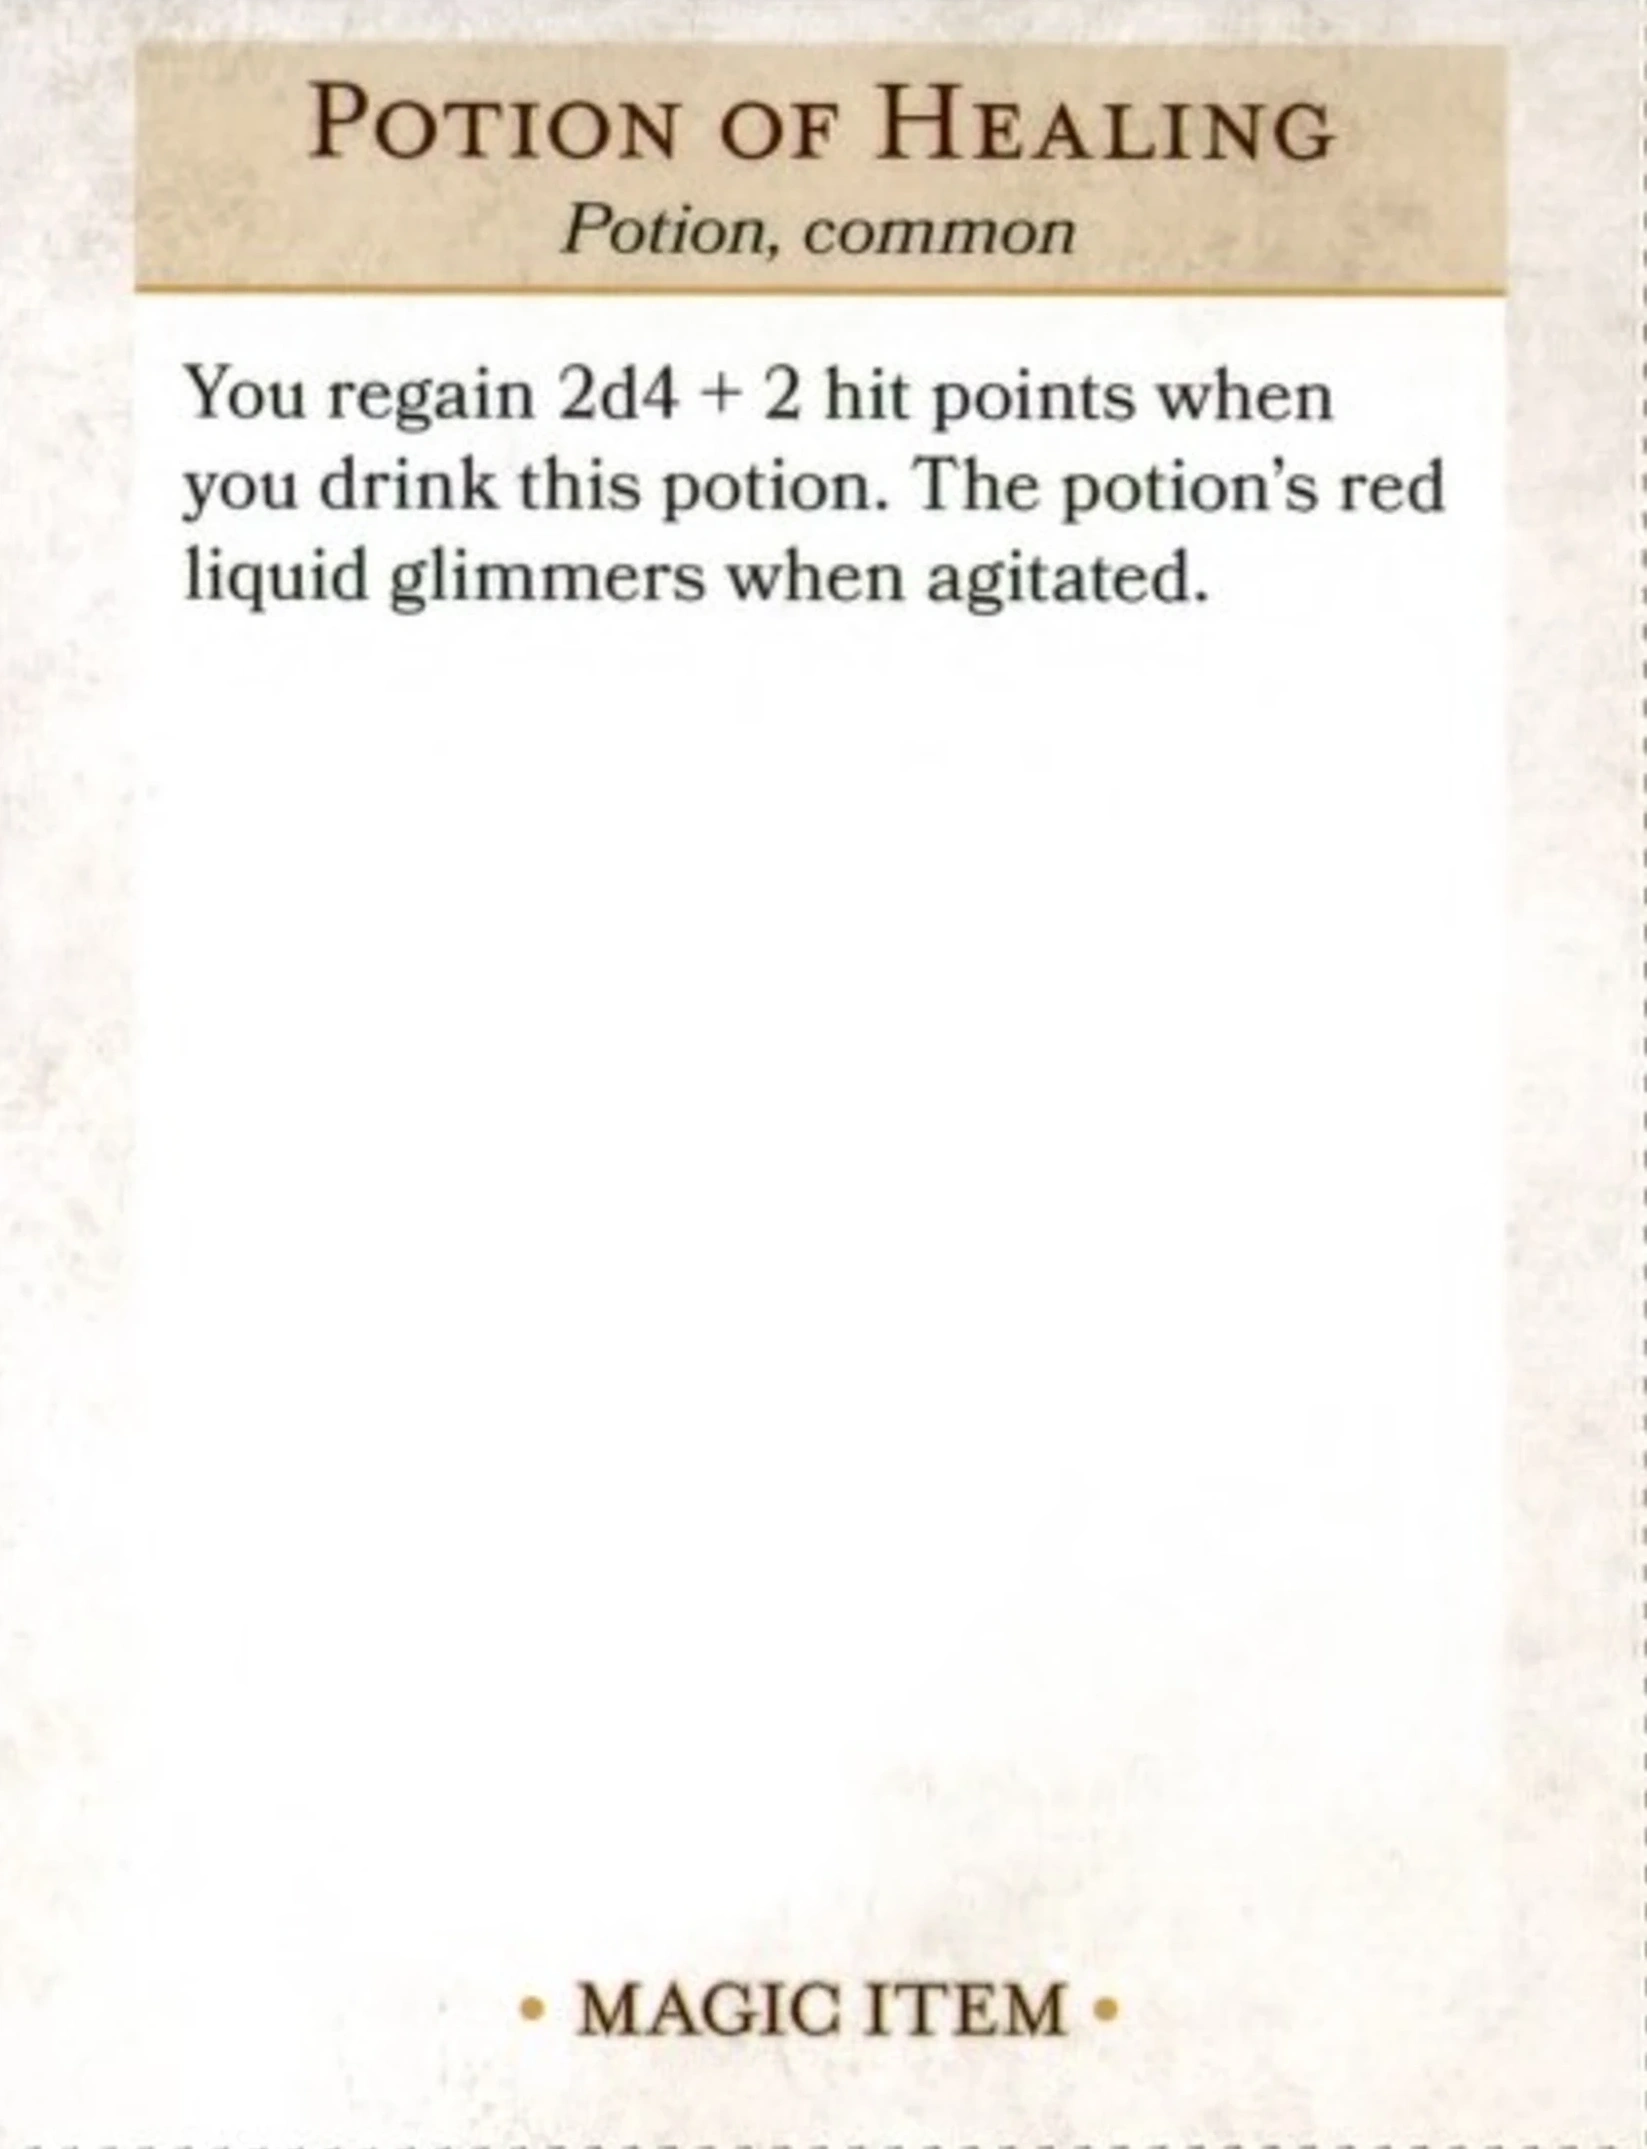 Potion of Healing
Potion, common
You regain 2d4 + 2 hit points when
you drink this potion. The potion’s red
liquid glimmers when agitated.
• MAGIC ITEM •